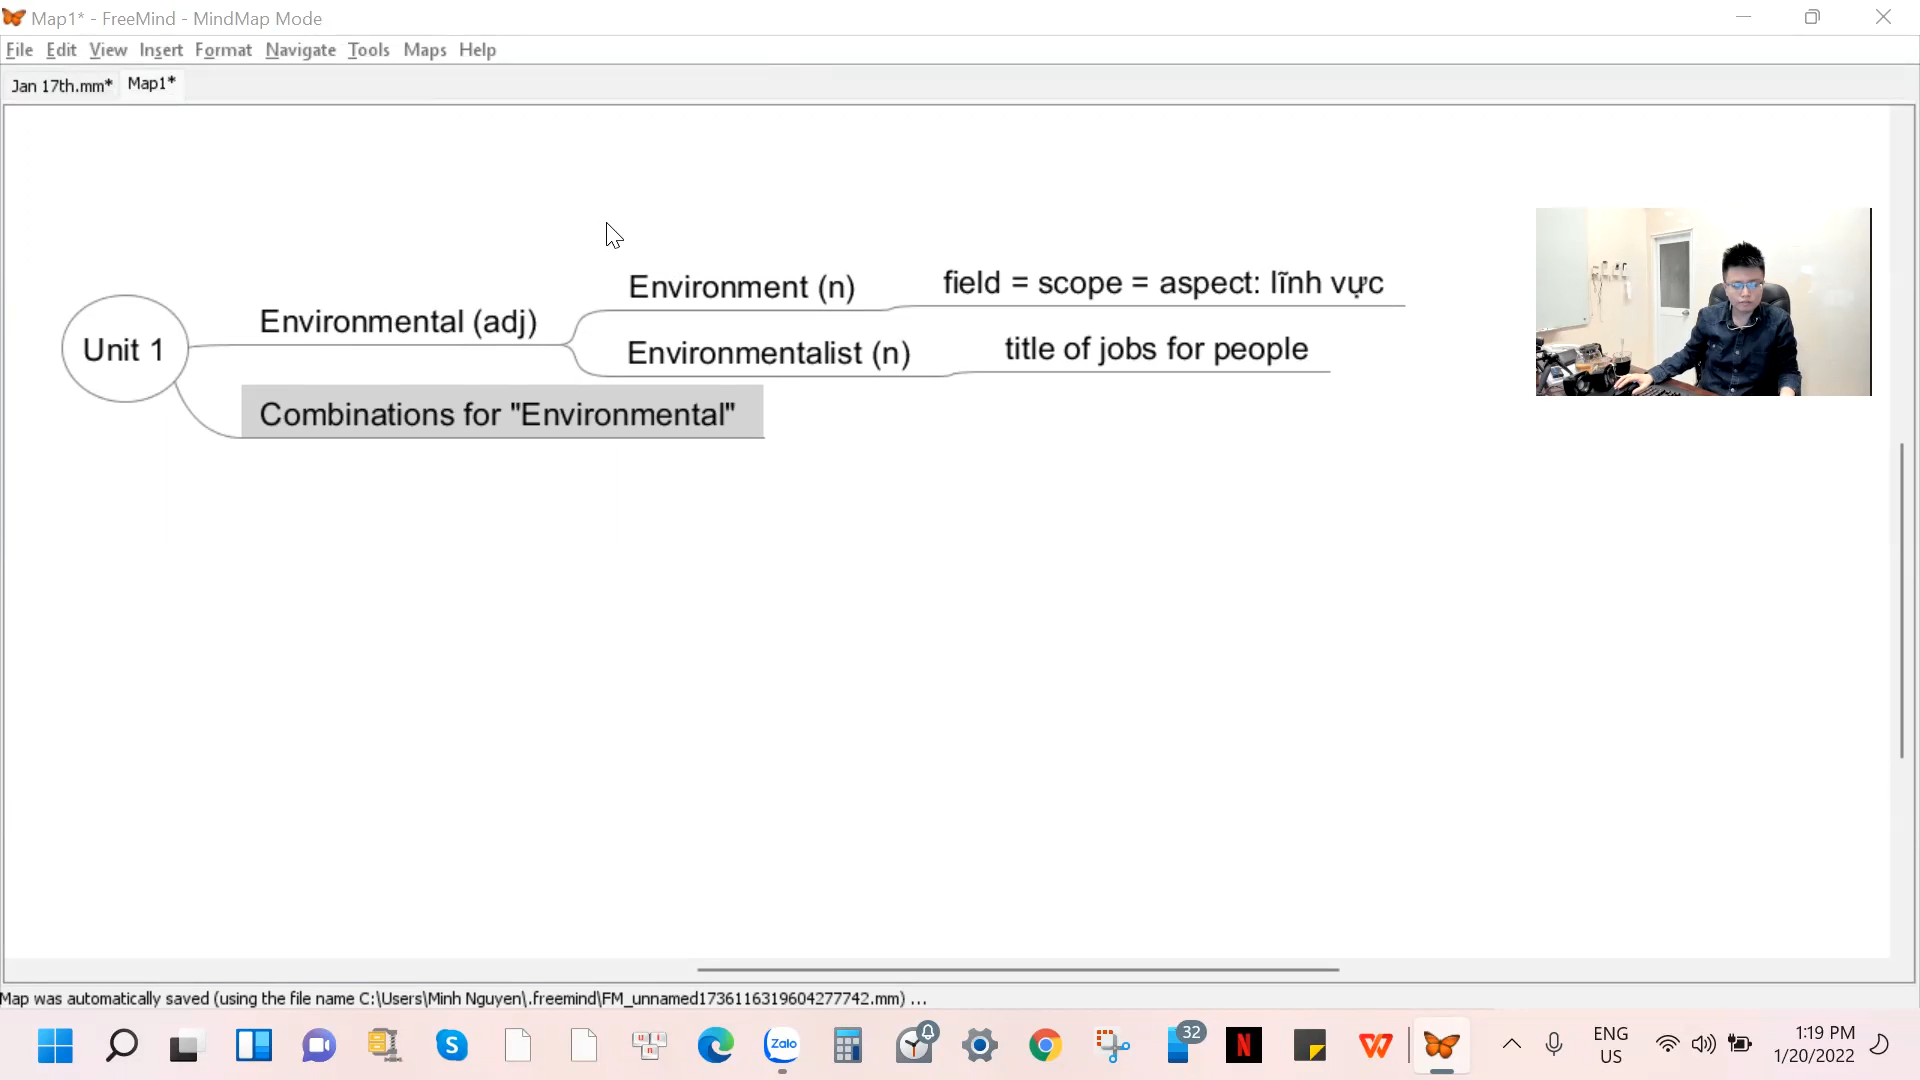 Map1* - FreeMind - MindMap Mode
File Edit View Insert Format Navigate Tools Maps Help
Jan 17th.mm* Map1*
Unit 1
Environmental (adj)
Environment (n)
field = scope = aspect: lĩnh vực
Environmentalist (n)
title of jobs for people
Combinations for "Environmental"
Map was automatically saved (using the file name C:\Users\Minh Nguyen\.freemind\FM_unnamed1736116319604277742.mm) ...
Zalo
32
N
ENG
US
1:19 PM
1/20/2022